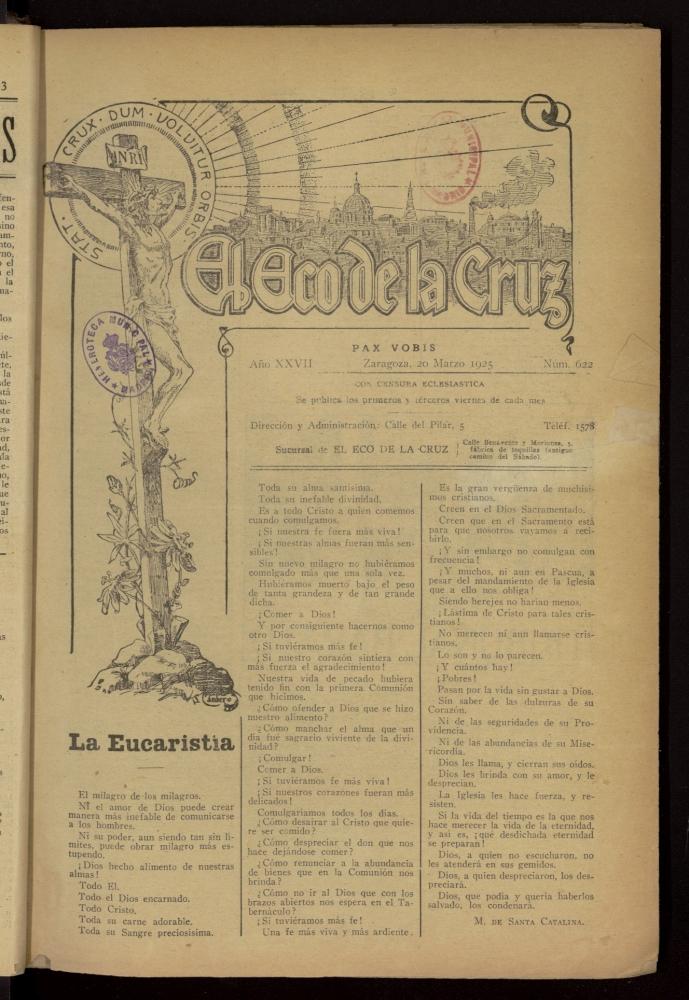 STAT · CRUX · DUM · VOLVITUR ORBIS ·
INRI
El Eco de la Cruz
HEMEROTECA MUNICIPAL
PAX VOBIS
Año XXVII Zaragoza, 20 Marzo 1925 Núm. 622
CON CENSURA ECLESIASTICA
Se publica los primeros y terceros viernes de cada mes
Dirección y Administración: Calle del Pilar, 5 Teléf. 1578
Sucursal de EL ECO DE LA CRUZ
Calle Benavente y Moriones, 5,
fábrica de toquillas (antiguo
camino del Sábado).
La Eucaristía
El milagro de los milagros.
Ni el amor de Dios puede crear
manera más inefable de comunicarse
a los hombres.
Ni su poder, aun siendo tan sin lí-
mites, puede obrar milagro más es-
tupendo.
¡Dios hecho alimento de nuestras
almas!
Todo El.
Todo el Dios encarnado.
Todo Cristo.
Toda su carne adorable.
Toda su Sangre preciosísima.
Toda su alma santísima.
Toda su inefable divinidad.
Es a todo Cristo a quien comemos
cuando comulgamos.
¡Si nuestra fe fuera más viva!
¡Si nuestras almas fueran más sen-
sibles!
Sin nuevo milagro no hubiéramos
comulgado más que una sola vez.
Hubiéramos muerto bajo el peso
de tanta grandeza y de tan grande
dicha.
¡Comer a Dios!
Y por consiguiente hacernos como
otro Dios.
¡Si tuviéramos más fe!
¡Si nuestro corazón sintiera con
más fuerza el agradecimiento!
Nuestra vida de pecado hubiera
tenido fin con la primera Comunión
que hicimos.
¿Cómo ofender a Dios que se hizo
nuestro alimento?
¿Cómo manchar el alma que un
día fué sagrario viviente de la divi-
nidad?
¡Comulgar!
Comer a Dios.
¡Si tuviéramos fe más viva!
¡Si nuestros corazones fueran más
delicados!
Comulgaríamos todos los días.
¿Cómo desairar al Cristo que quie-
re ser comido?
¿Cómo despreciar el don que nos
hace dejándose comer?
¿Cómo renunciar a la abundancia
de bienes que en la Comunión nos
brinda?
¿Cómo no ir al Dios que con los
brazos abiertos nos espera en el Ta-
bernáculo?
¡Si tuviéramos más fe!
Una fe más viva y más ardiente.
Es la gran vergüenza de muchísi-
mos cristianos.
Creen en el Dios Sacramentado.
Creen que en el Sacramento está
para que nosotros vayamos a reci-
birlo.
¡Y sin embargo no comulgan con
frecuencia!
¡Y muchos, ni aun en Pascua, a
pesar del mandamiento de la Iglesia
que a ello nos obliga!
Siendo herejes no harían menos.
¡Lástima de Cristo para tales cris-
tianos!
No merecen ni aun llamarse cris-
tianos.
Lo son y no lo parecen.
¡Y cuántos hay!
¡Pobres!
Pasan por la vida sin gustar a Dios.
Sin saber de las dulzuras de su
Corazón.
Ni de las seguridades de su Pro-
videncia.
Ni de las abundancias de su Mise-
ricordia.
Dios les llama, y cierran sus oídos.
Dios les brinda con su amor, y le
desprecian.
La Iglesia les hace fuerza, y re-
sisten.
Si la vida del tiempo es la que nos
hace merecer la vida de la eternidad,
y así es, ¡qué desdichada eternidad
se preparan!
Dios, a quien no escucharon, no
les atenderá en sus gemidos.
Dios, a quien despreciaron, los des-
preciará.
Dios, que podía y quería haberlos
salvado, los condenará.
M. DE SANTA CATALINA.